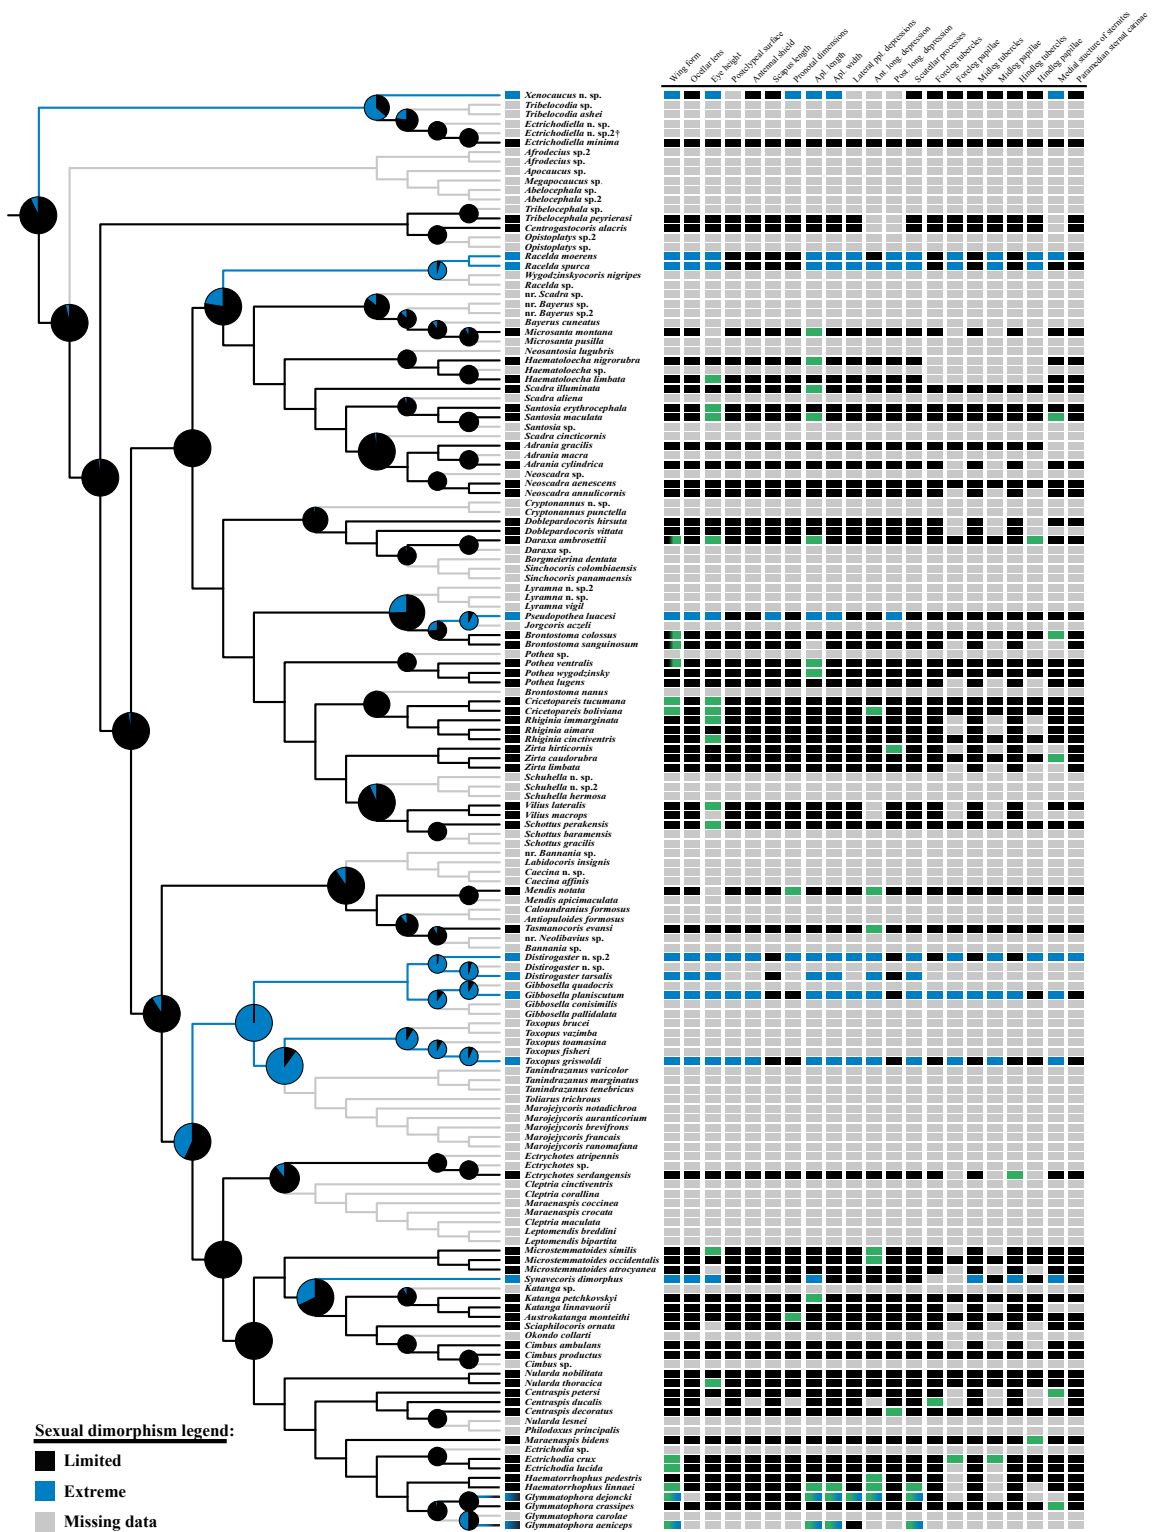 Wing form
Ocellar lens
Eye height
Postclypeal surface
Antennal shield
Scapus length
Pronotal dimensions
Apl. length
Apl. width
Lateral ppl. depressions
Ant. long. depression
Post. long. depression
Scutellar processes
Foreleg tubercles
Foreleg papillae
Midleg tubercles
Midleg papillae
Hindleg tubercles
Hindleg papillae
Medial stucture of sternites
Paramedian sternal carinae
Xenocaucus n. sp.
Tribelocodia sp.
Tribelocodia ashei
Ectrichodiella n. sp.
Ectrichodiella n. sp.2†
Ectrichodiella minima
Afrodecius sp.2
Afrodecius sp.
Apocaucus sp.
Megapocaucus sp.
Abelocephala sp.
Abelocephala sp.2
Tribelocephala sp.
Tribelocephala peyrierasi
Centrogastocoris alacris
Opistoplatys sp.2
Opistoplatys sp.
Racelda moerens
Racelda spurca
Wygodzinskyocoris nigripes
Racelda sp.
nr. Scadra sp.
nr. Bayerus sp.
nr. Bayerus sp.2
Bayerus cuneatus
Microsanta montana
Microsanta pusilla
Neosantosia lugubris
Haematoloecha nigrorubra
Haematoloecha sp.
Haematoloecha limbata
Scadra illuminata
Scadra aliena
Santosia erythrocephala
Santosia maculata
Santosia sp.
Scadra cincticornis
Adrania gracilis
Adrania macra
Adrania cylindrica
Neoscadra sp.
Neoscadra aenescens
Neoscadra annulicornis
Cryptonannus n. sp.
Cryptonannus punctella
Doblepardocoris hirsuta
Doblepardocoris vittata
Daraxa ambrosettii
Daraxa sp.
Borgmeierina dentata
Sinchocoris colombiaensis
Sinchocoris panamaensis
Lyramna n. sp.2
Lyramna n. sp.
Lyramna vigil
Pseudopothea luacesi
Jorgcoris aczeli
Brontostoma colossus
Brontostoma sanguinosum
Pothea sp.
Pothea ventralis
Pothea wygodzinsky
Pothea lugens
Brontostoma nanus
Cricetopareis tucumana
Cricetopareis boliviana
Rhiginia immarginata
Rhiginia aimara
Rhiginia cinctiventris
Zirta hirticornis
Zirta caudorubra
Zirta limbata
Schuhella n. sp.
Schuhella n. sp.2
Schuhella hermosa
Vilius lateralis
Vilius macrops
Schottus perakensis
Schottus baramensis
Schottus gracilis
nr. Bannania sp.
Labidocoris insignis
Caecina n. sp.
Caecina affinis
Mendis notata
Mendis apicimaculata
Caloundranius formosus
Antiopuloides formosus
Tasmanocoris evansi
nr. Neolibavius sp.
Bannania sp.
Distirogaster n. sp.2
Distirogaster n. sp.
Distirogaster tarsalis
Gibbosella quadocris
Gibbosella planiscutum
Gibbosella conisimilis
Gibbosella pallidalata
Toxopus brucei
Toxopus vazimba
Toxopus toamasina
Toxopus fisheri
Toxopus griswoldi
Tanindrazanus varicolor
Tanindrazanus marginatus
Tanindrazanus tenebricus
Toliarus trichrous
Marojejycoris notadichroa
Marojejycoris auranticorium
Marojejycoris brevifrons
Marojejycoris francais
Marojejycoris ranomafana
Ectrychotes atripennis
Ectrychotes sp.
Ectrychotes serdangensis
Cleptria cinctiventris
Cleptria corallina
Maraenaspis coccinea
Maraenaspis crocata
Cleptria maculata
Leptomendis breddini
Leptomendis bipartita
Microstemmatoides similis
Microstemmatoides occidentalis
Microstemmatoides atrocyanea
Synavecoris dimorphus
Katanga sp.
Katanga petchkovskyi
Katanga linnavuorii
Austrokatanga monteithi
Sciaphilocoris ornata
Okondo collarti
Cimbus ambulans
Cimbus productus
Cimbus sp.
Nularda nobilitata
Nularda thoracica
Centraspis petersi
Centraspis ducalis
Centraspis decoratus
Nularda lesnei
Philodoxus principalis
Maraenaspis bidens
Ectrichodia sp.
Ectrichodia crux
Ectrichodia lucida
Haematorrhophus pedestris
Haematorrhophus linnaei
Glymmatophora dejoncki
Glymmatophora crassipes
Glymmatophora carolae
Glymmatophora aeniceps
Sexual dimorphism legend:
Limited
Extreme
Missing data